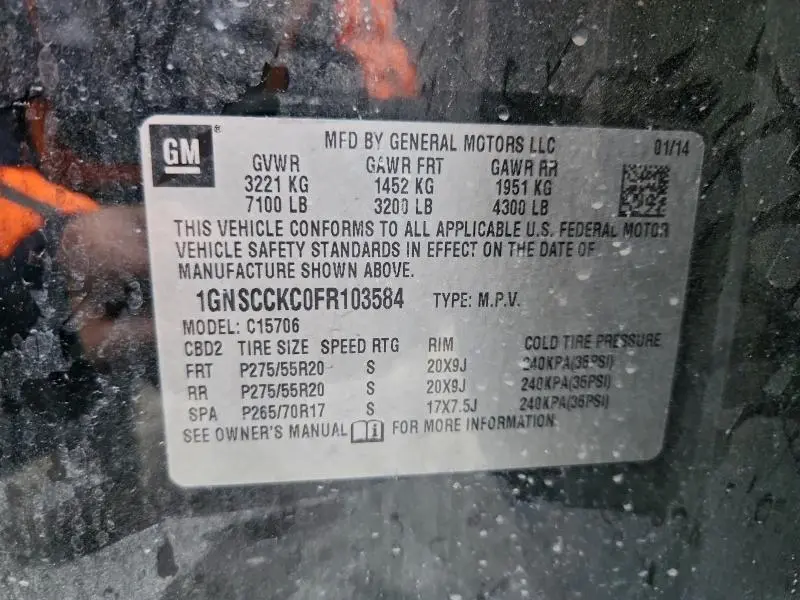 GM
MFD BY GENERAL MOTORS LLC 01/14
GVWR GAWR FRT GAWR RR
3221 KG 1452 KG 1951 KG
7100 LB 3200 LB 4300 LB
THIS VEHICLE CONFORMS TO ALL APPLICABLE U.S. FEDERAL MOTOR
VEHICLE SAFETY STANDARDS IN EFFECT ON THE DATE OF
MANUFACTURE SHOWN ABOVE.
1GNSCCKC0FR103584 TYPE: M.P.V.
MODEL: C15706
CBD2 TIRE SIZE SPEED RTG RIM COLD TIRE PRESSURE
FRT P275/55R20 S 20X9J 240KPA(35PSI)
RR P275/55R20 S 20X9J 240KPA(35PSI)
SPA P265/70R17 S 17X7.5J 240KPA(35PSI)
SEE OWNER'S MANUAL FOR MORE INFORMATION